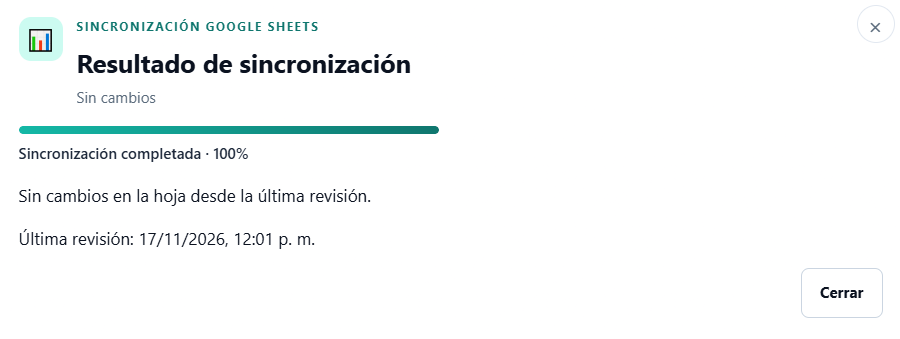 SINCRONIZACIÓN GOOGLE SHEETS
Resultado de sincronización
Sin cambios
Sincronización completada · 100%
Sin cambios en la hoja desde la última revisión.
Última revisión: 17/11/2026, 12:01 p. m.
Cerrar